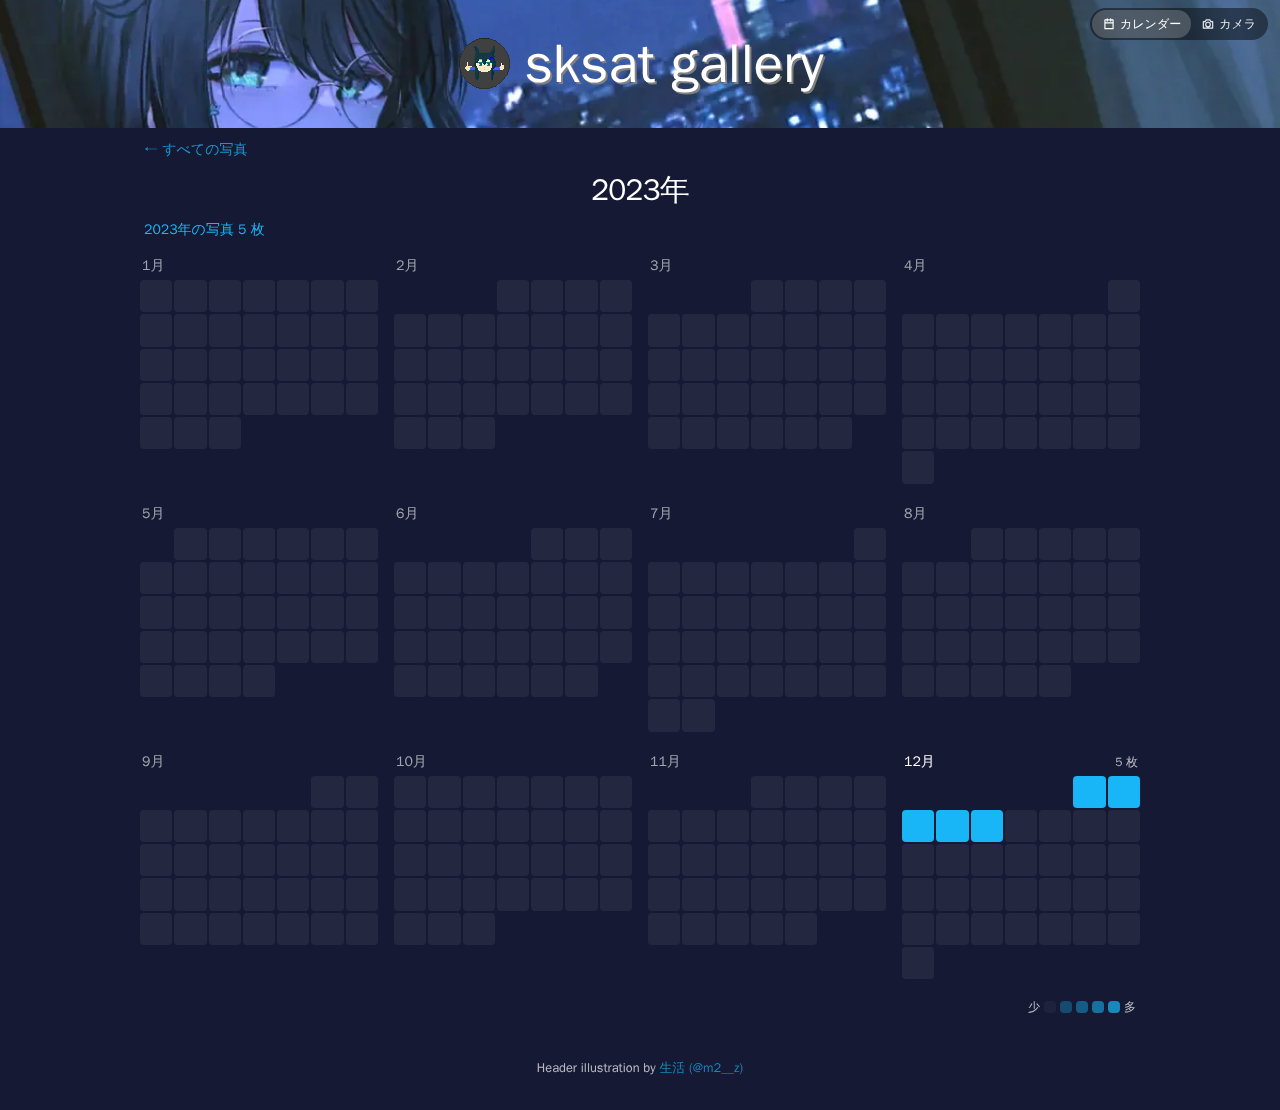 カレンダー カメラ
sksat gallery
← すべての写真
2023年
2023年の写真 5 枚
1月 2月 3月 4月
5月 6月 7月 8月
9月 10月 11月 12月 5 枚
少 多
Header illustration by 生活 (@m2__z)